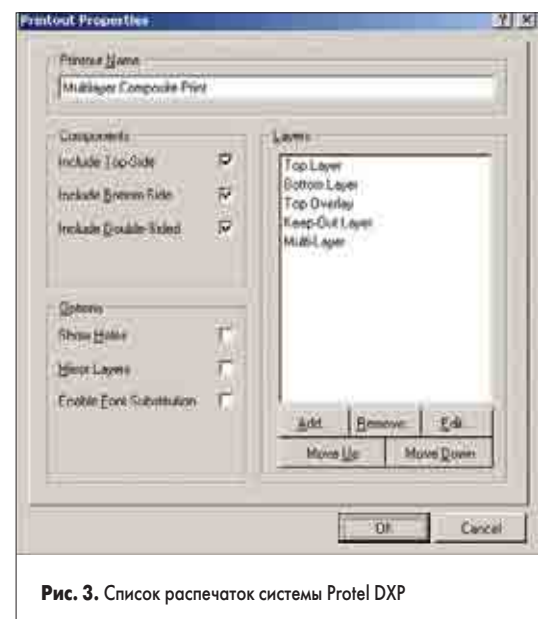 Printout Properties
Printout Name
Multilayer Composite Print
Components
Include Top-Side
Include Bottom-Side
Include Double-Sided
Options
Show Holes
Mirror Layers
Enable Font Substitution
Layers
Top Layer
Bottom Layer
Top Overlay
Keep-Out Layer
Multi-Layer
Add... Remove... Edit...
Move Up Move Down
OK Cancel
Рис. 3. Список распечаток системы Protel DXP